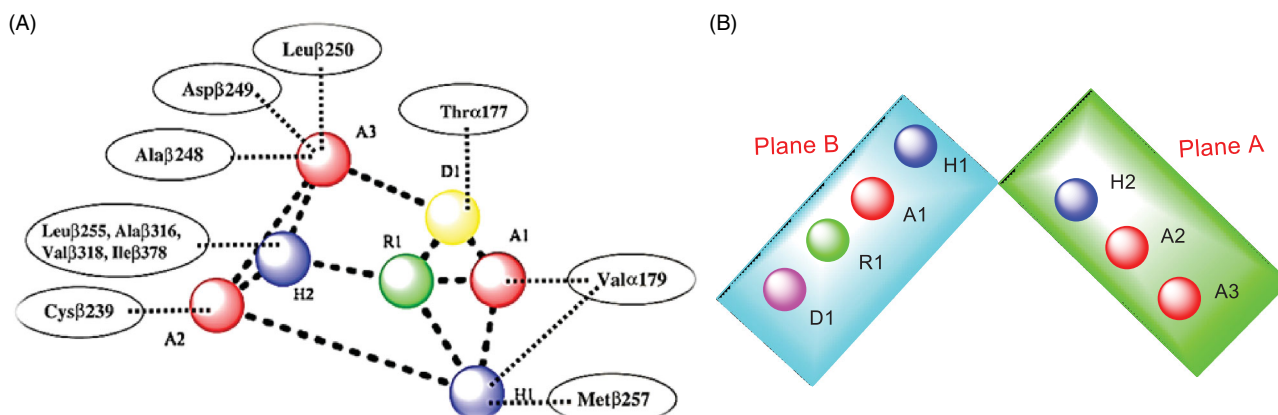 (A)
Leuβ250
Aspβ249
Alaβ248
A3
Thrα177
D1
Leuβ255, Alaβ316,
Valβ318, Ileβ378
H2
R1
A1
Valα179
Cysβ239
A2
H1
Metβ257
(B)
Plane B
Plane A
H1
H2
A1
A2
R1
A3
D1